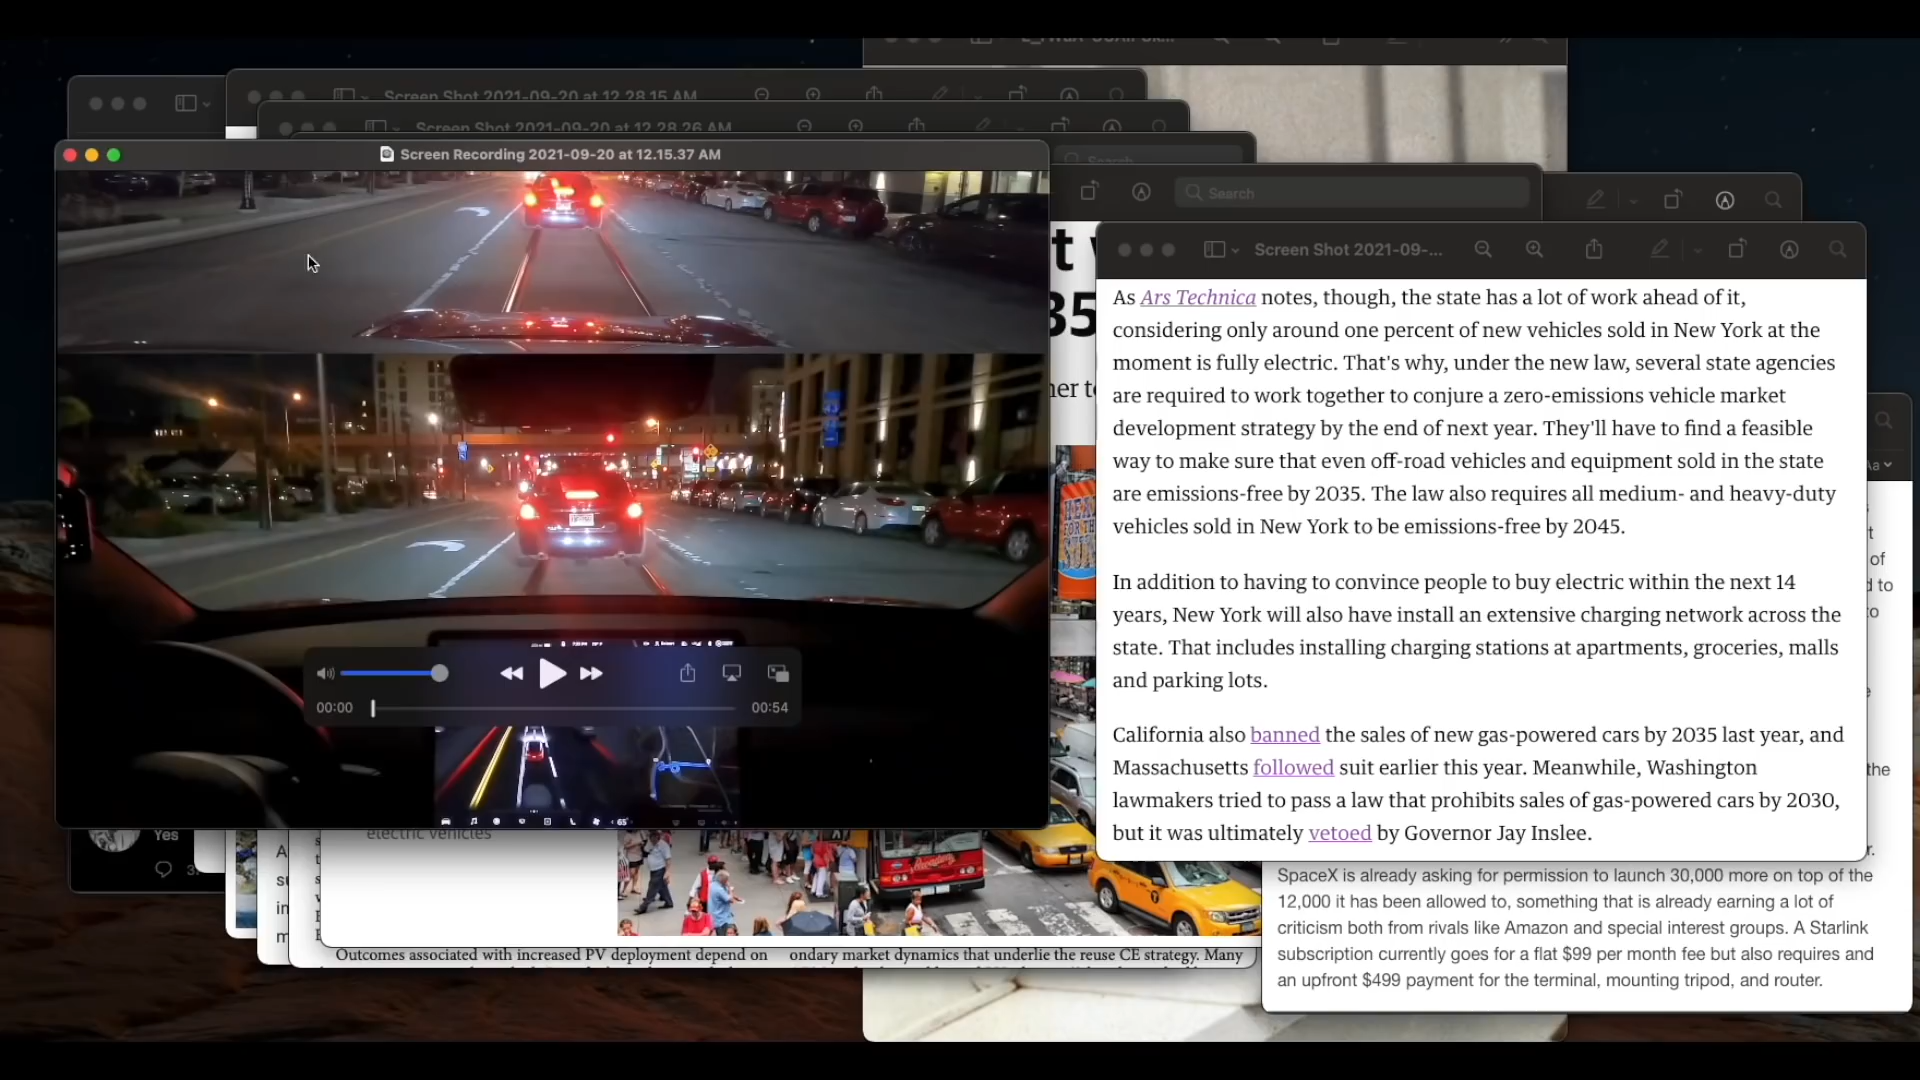 Screen Shot 2021-09-20 at 12.28.15 AM
Screen Shot 2021-09-20 at 12.28.26 AM
Screen Recording 2021-09-20 at 12.15.37 AM
Search
Search
Screen Shot 2021-09-...
As Ars Technica notes, though, the state has a lot of work ahead of it,
considering only around one percent of new vehicles sold in New York at the
moment is fully electric. That's why, under the new law, several state agencies
are required to work together to conjure a zero-emissions vehicle market
development strategy by the end of next year. They'll have to find a feasible
way to make sure that even off-road vehicles and equipment sold in the state
are emissions-free by 2035. The law also requires all medium- and heavy-duty
vehicles sold in New York to be emissions-free by 2045.
In addition to having to convince people to buy electric within the next 14
years, New York will also have install an extensive charging network across the
state. That includes installing charging stations at apartments, groceries, malls
and parking lots.
California also banned the sales of new gas-powered cars by 2035 last year, and
Massachusetts followed suit earlier this year. Meanwhile, Washington
lawmakers tried to pass a law that prohibits sales of gas-powered cars by 2030,
but it was ultimately vetoed by Governor Jay Inslee.
00:00
00:54
65
Yes
electric vehicles
Outcomes associated with increased PV deployment depend on
ondary market dynamics that underlie the reuse CE strategy. Many
Aa
of
the
SpaceX is already asking for permission to launch 30,000 more on top of the
12,000 it has been allowed to, something that is already earning a lot of
criticism both from rivals like Amazon and special interest groups. A Starlink
subscription currently goes for a flat $99 per month fee but also requires and
an upfront $499 payment for the terminal, mounting tripod, and router.